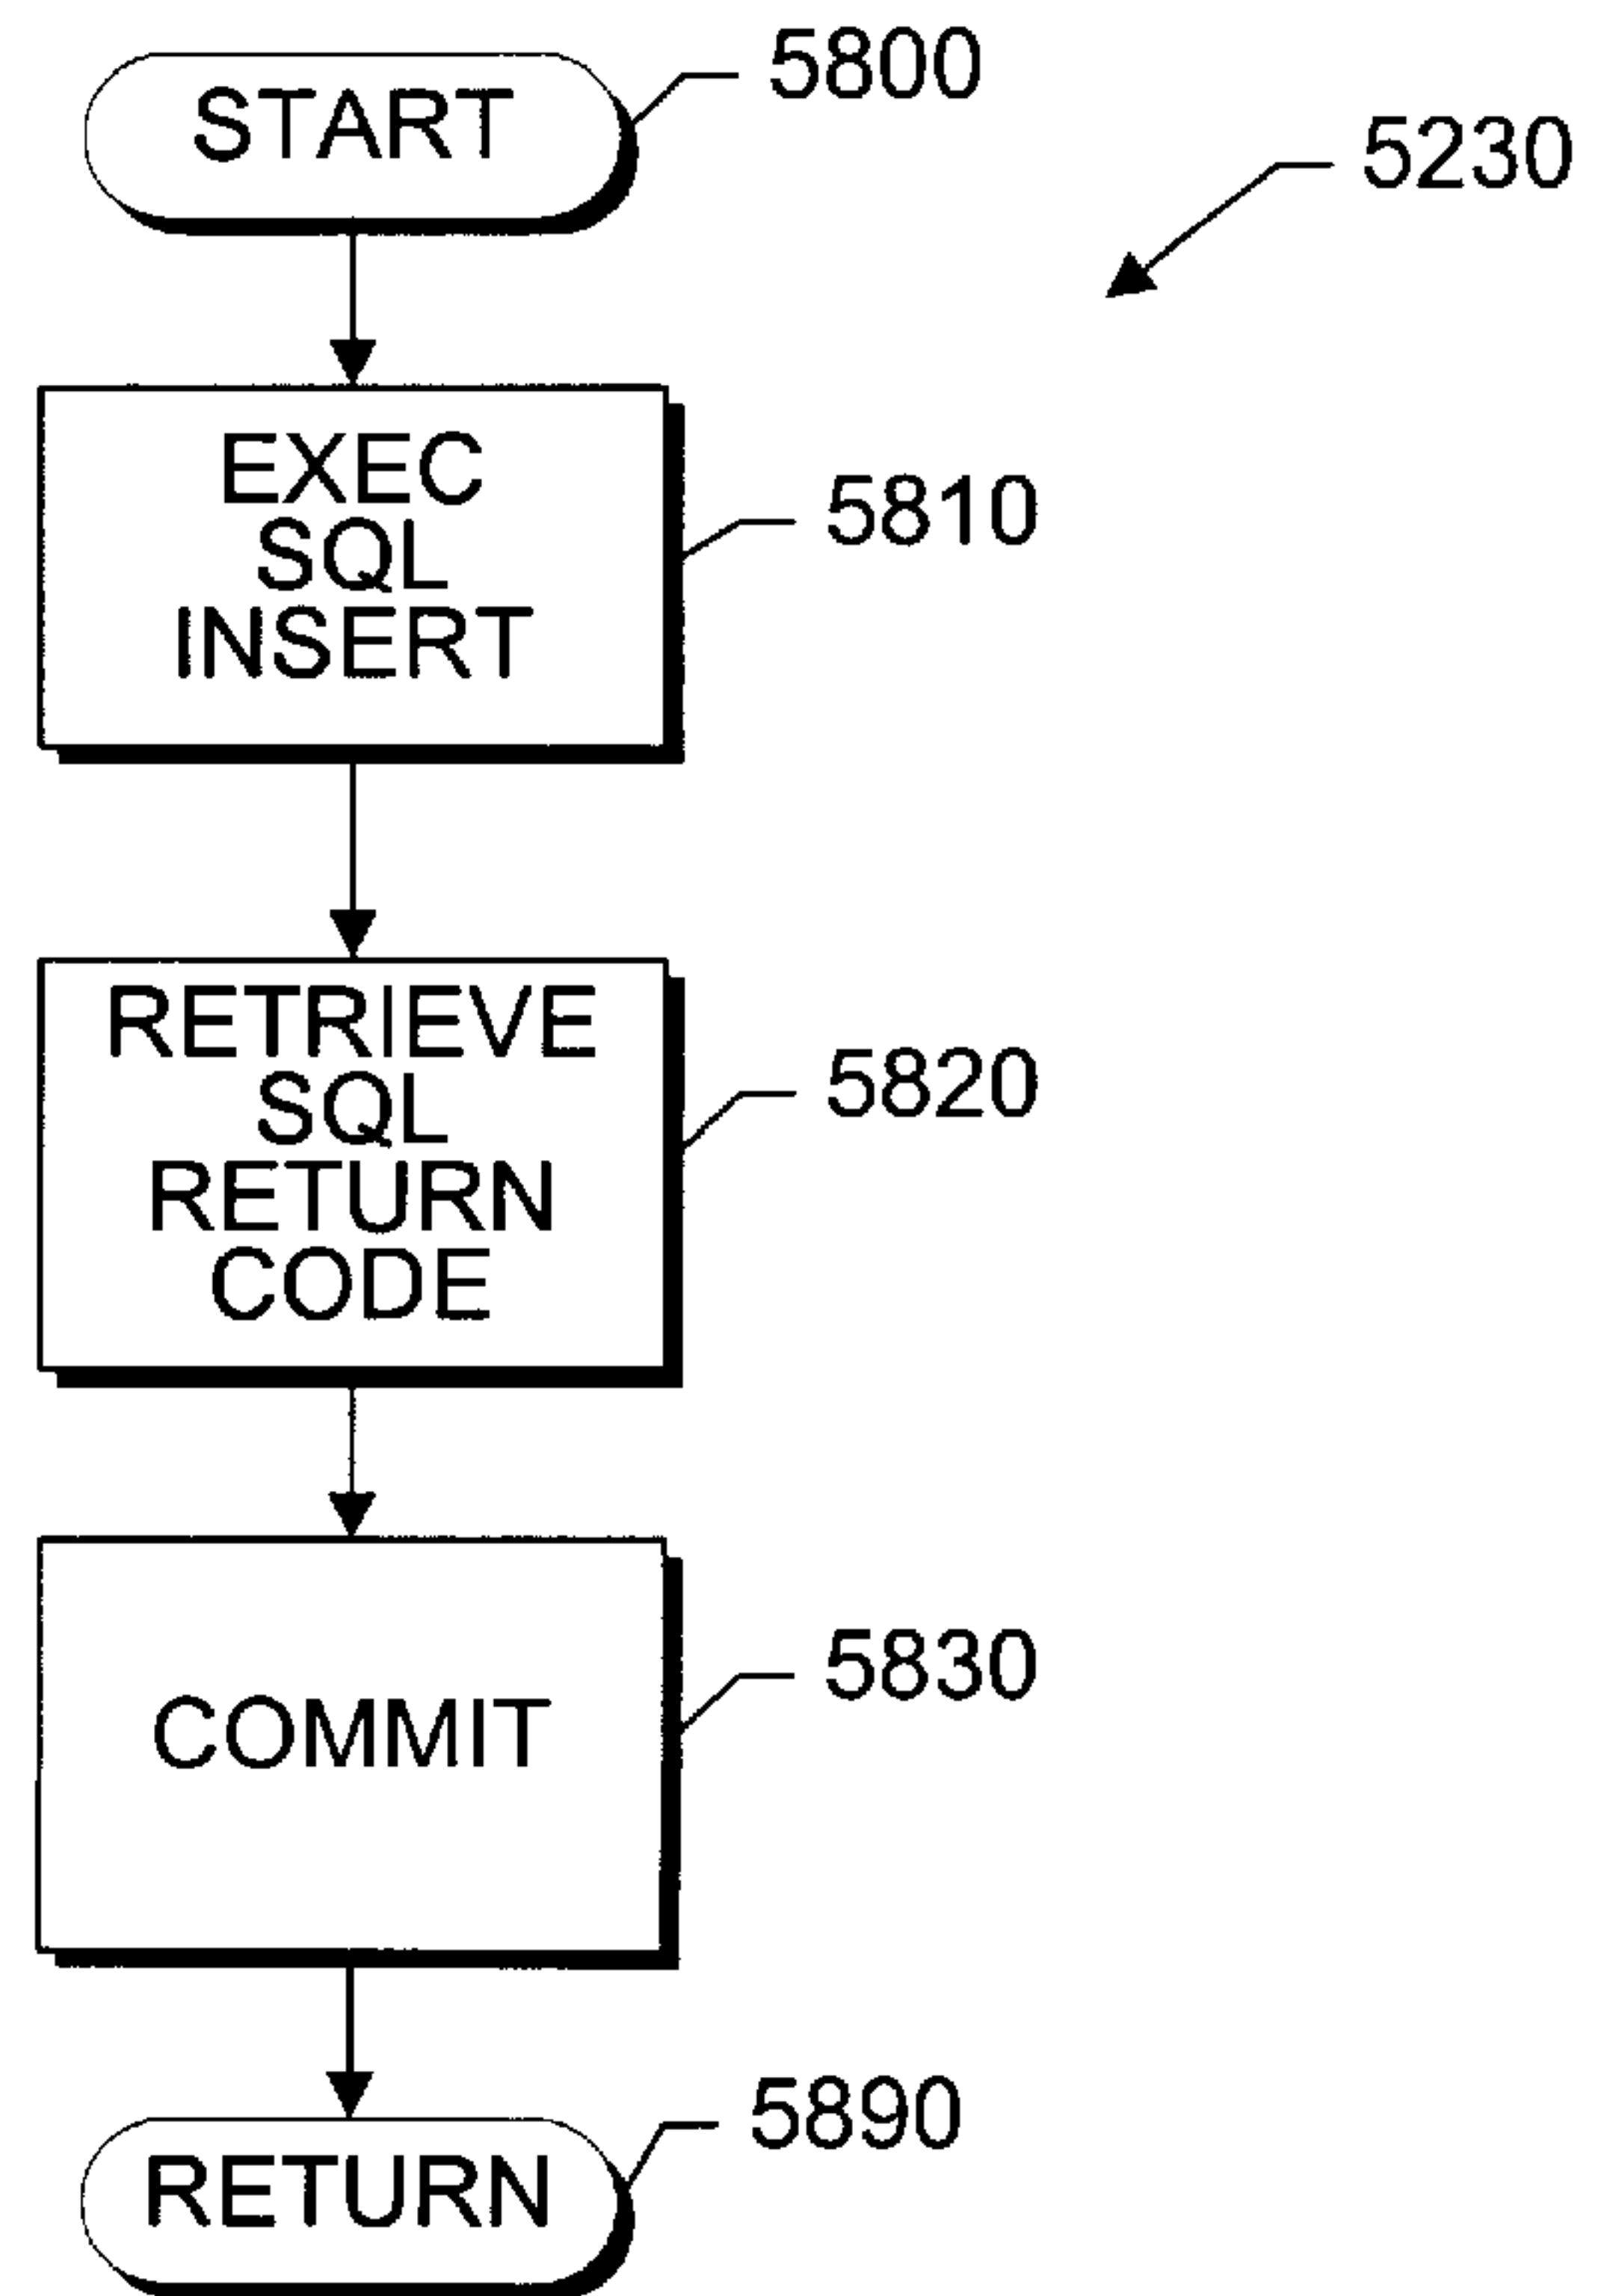 START
5800
5230
EXEC
SQL
INSERT
5810
RETRIEVE
SQL
RETURN
CODE
5820
COMMIT
5830
RETURN
5890